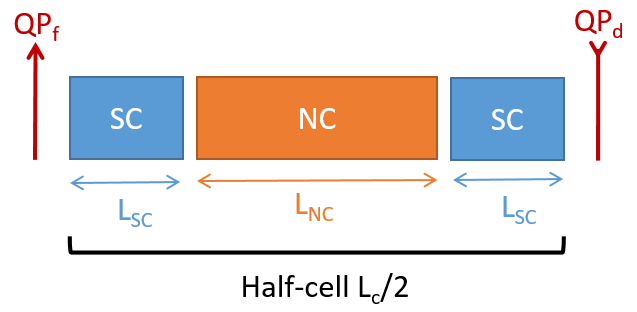 QPf
QPd
SC
NC
SC
LSC
LNC
LSC
Half-cell Lc/2